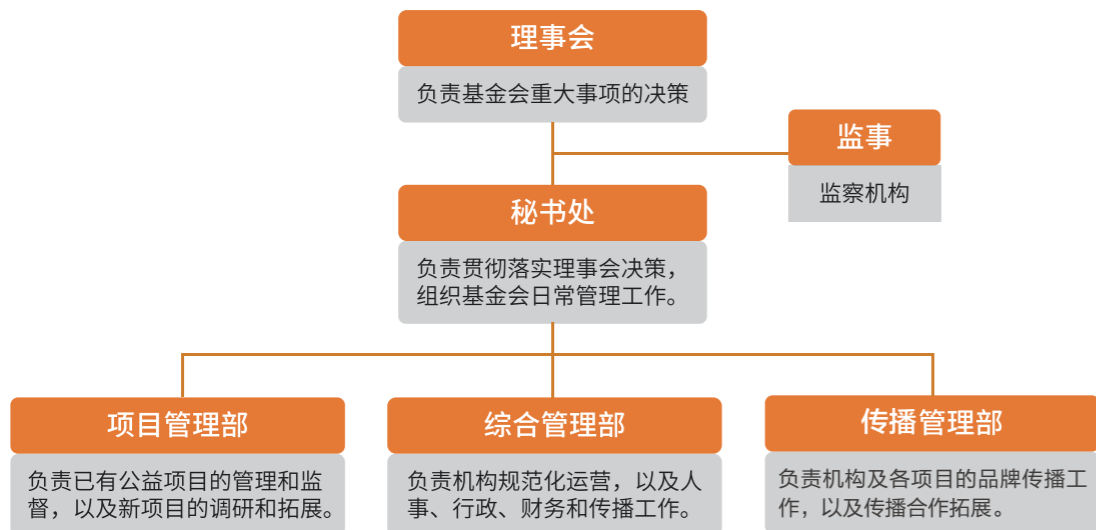 理事会
负责基金会重大事项的决策
监事
监察机构
秘书处
负责贯彻落实理事会决策，
组织基金会日常管理工作。
项目管理部
负责已有公益项目的管理和监
督，以及新项目的调研和拓展。
综合管理部
负责机构规范化运营，以及人
事、行政、财务和传播工作。
传播管理部
负责机构及各项目的品牌传播工
作，以及传播合作拓展。